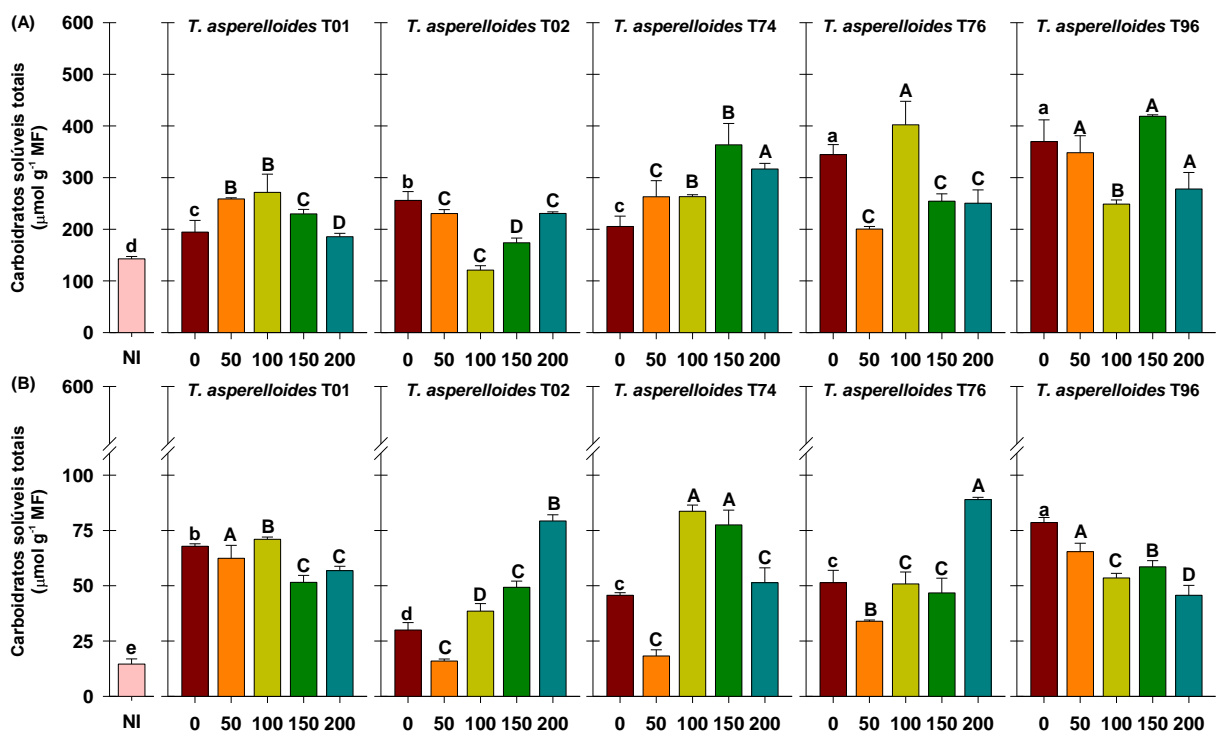 (A)
T. asperelloides T01 T. asperelloides T02 T. asperelloides T74 T. asperelloides T76 T. asperelloides T96
Carboidratos solúveis totais
(µmol g⁻¹ MF)
600
500
400
300
200
100
0
d
c B B C D
b C C D C
c C B B A
a C A C C
a A B A A
NI 0 50 100 150 200 0 50 100 150 200 0 50 100 150 200 0 50 100 150 200 0 50 100 150 200
(B)
T. asperelloides T01 T. asperelloides T02 T. asperelloides T74 T. asperelloides T76 T. asperelloides T96
Carboidratos solúveis totais
(µmol g⁻¹ MF)
600
100
75
50
25
0
e
b A B C C
d C D C B
c C A A C
c B C C A
a A C B D
NI 0 50 100 150 200 0 50 100 150 200 0 50 100 150 200 0 50 100 150 200 0 50 100 150 200